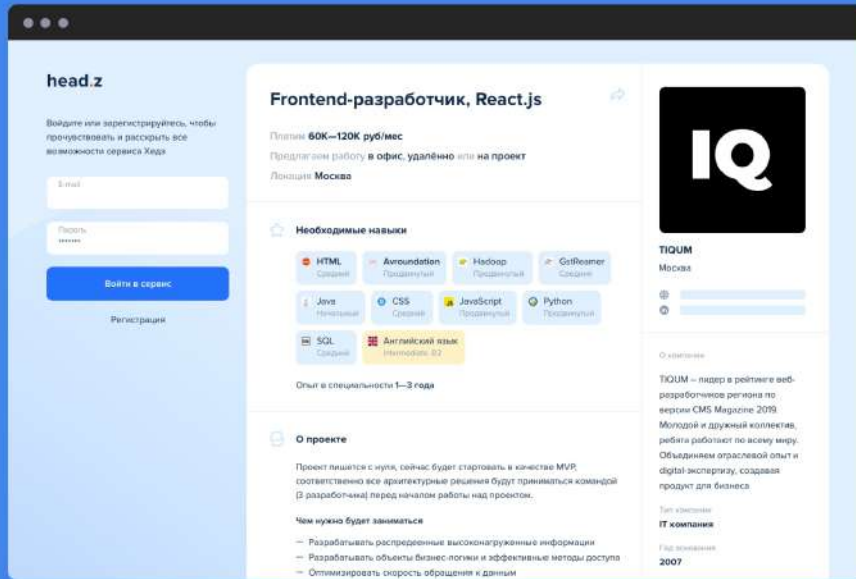 head.z
Войдите или зарегистрируйтесь, чтобы
прочувствовать и раскрыть все
возможности сервиса Хедз
E-mail
Пароль
Войти в сервис
Регистрация
Frontend-разработчик, React.js
Платим 60K—120K руб/мес
Предлагаем работу в офис, удалённо или на проект
Локация Москва
Необходимые навыки
HTML
Средний
Avroundation
Продвинутый
Hadoop
Продвинутый
GstReamer
Средний
Java
Начальный
CSS
Средний
JavaScript
Продвинутый
Python
Продвинутый
SQL
Средний
Английский язык
Intermediate B2
Опыт в специальности 1—3 года
О проекте
Проект пишется с нуля, сейчас будет стартовать в качестве MVP,
соответственно все архитектурные решения будут приниматься командой
(3 разработчика) перед началом работы над проектом.
Чем нужно будет заниматься
— Разрабатывать распределенные высоконагруженные информации
— Разрабатывать объекты бизнес-логики и эффективные методы доступа
— Оптимизировать скорость обращения к данным
IQ
TIQUM
Москва
О компании
TIQUM – лидер в рейтинге веб-
разработчиков региона по
версии CMS Magazine 2019.
Молодой и дружный коллектив,
ребята работают по всему миру.
Объединяем отраслевой опыт и
digital-экспертизу, создавая
продукт для бизнеса
Тип компании
IT компания
Год основания
2007